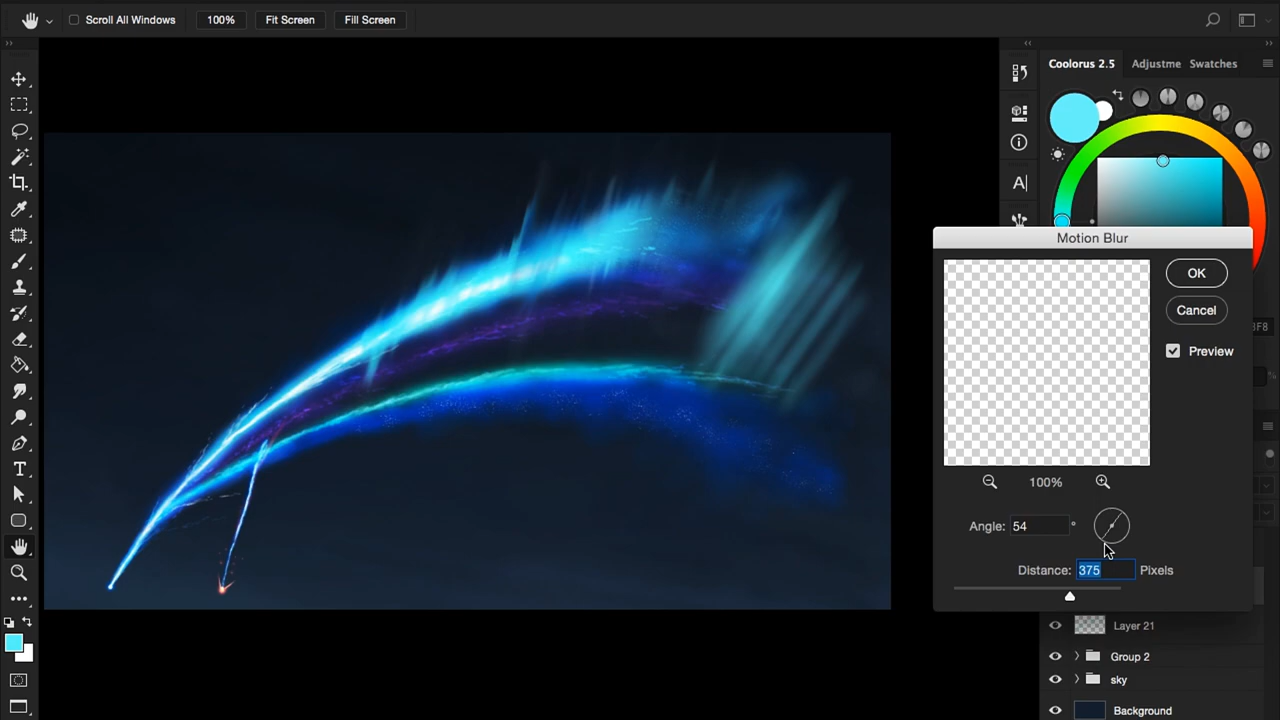 Scroll All Windows 100% Fit Screen Fill Screen
Coolorus 2.5 Adjustme Swatches
Motion Blur
OK
Cancel
3F8
Preview
100%
Angle: 54 °
Distance: 375 Pixels
Layer 21
Group 2
sky
Background